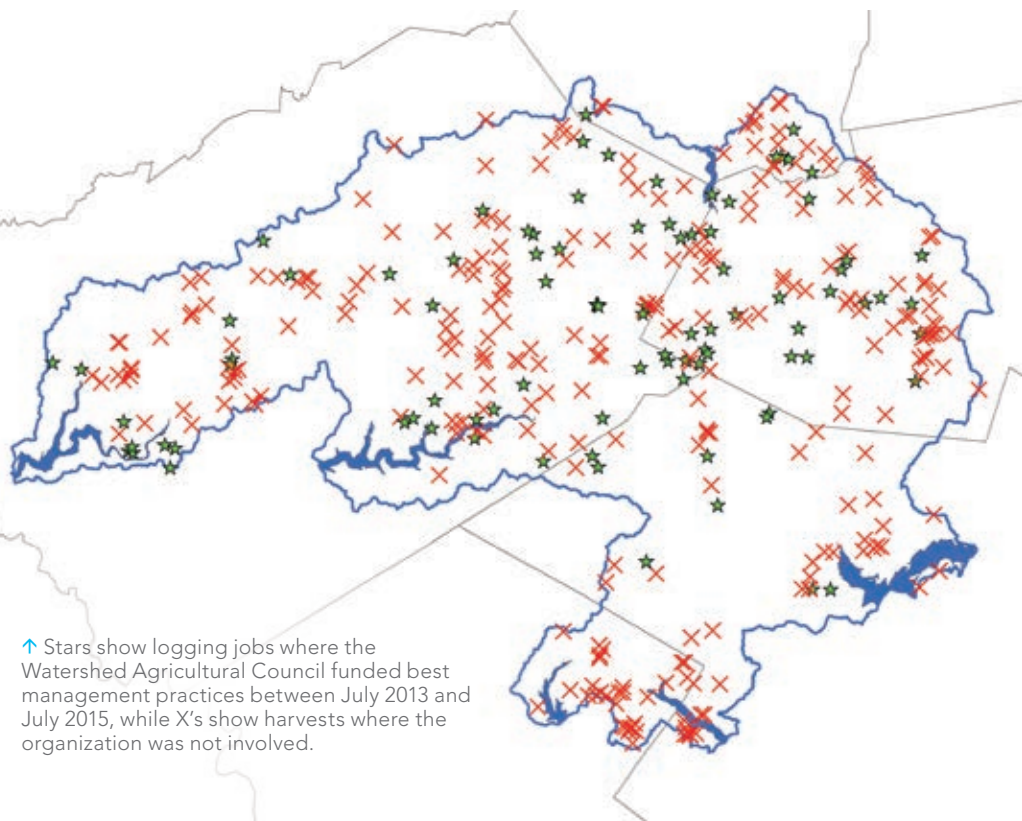 ↑ Stars show logging jobs where the
Watershed Agricultural Council funded best
management practices between July 2013 and
July 2015, while X's show harvests where the
organization was not involved.